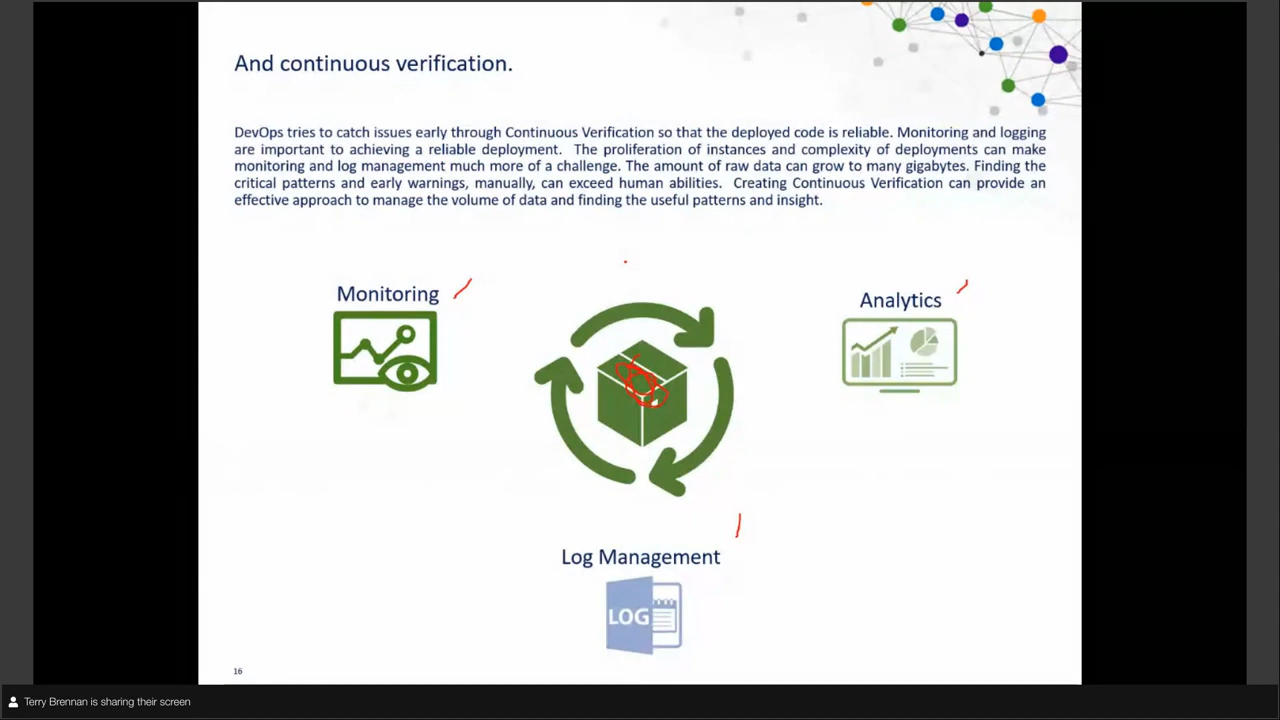 And continuous verification.
DevOps tries to catch issues early through Continuous Verification so that the deployed code is reliable. Monitoring and logging
are important to achieving a reliable deployment. The proliferation of instances and complexity of deployments can make
monitoring and log management much more of a challenge. The amount of raw data can grow to many gigabytes. Finding the
critical patterns and early warnings, manually, can exceed human abilities. Creating Continuous Verification can provide an
effective approach to manage the volume of data and finding the useful patterns and insight.
Monitoring
Analytics
Log Management
LOG
16
Terry Brennan is sharing their screen